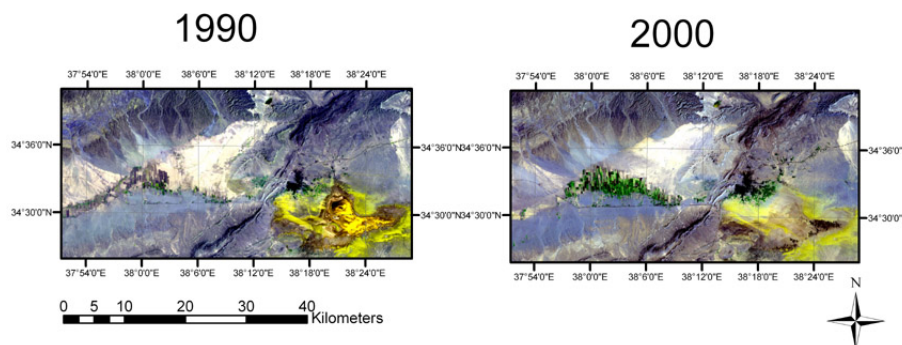 1990
2000
37°54'0"E 38°0'0"E 38°6'0"E 38°12'0"E 38°18'0"E 38°24'0"E
37°54'0"E 38°0'0"E 38°6'0"E 38°12'0"E 38°18'0"E 38°24'0"E
34°36'0"N 34°36'0"N 34°36'0"N 34°36'0"N
34°30'0"N 34°30'0"N 34°30'0"N 34°30'0"N
37°54'0"E 38°0'0"E 38°6'0"E 38°12'0"E 38°18'0"E 38°24'0"E
37°54'0"E 38°0'0"E 38°6'0"E 38°12'0"E 38°18'0"E 38°24'0"E
0 5 10 20 30 40
Kilometers
N